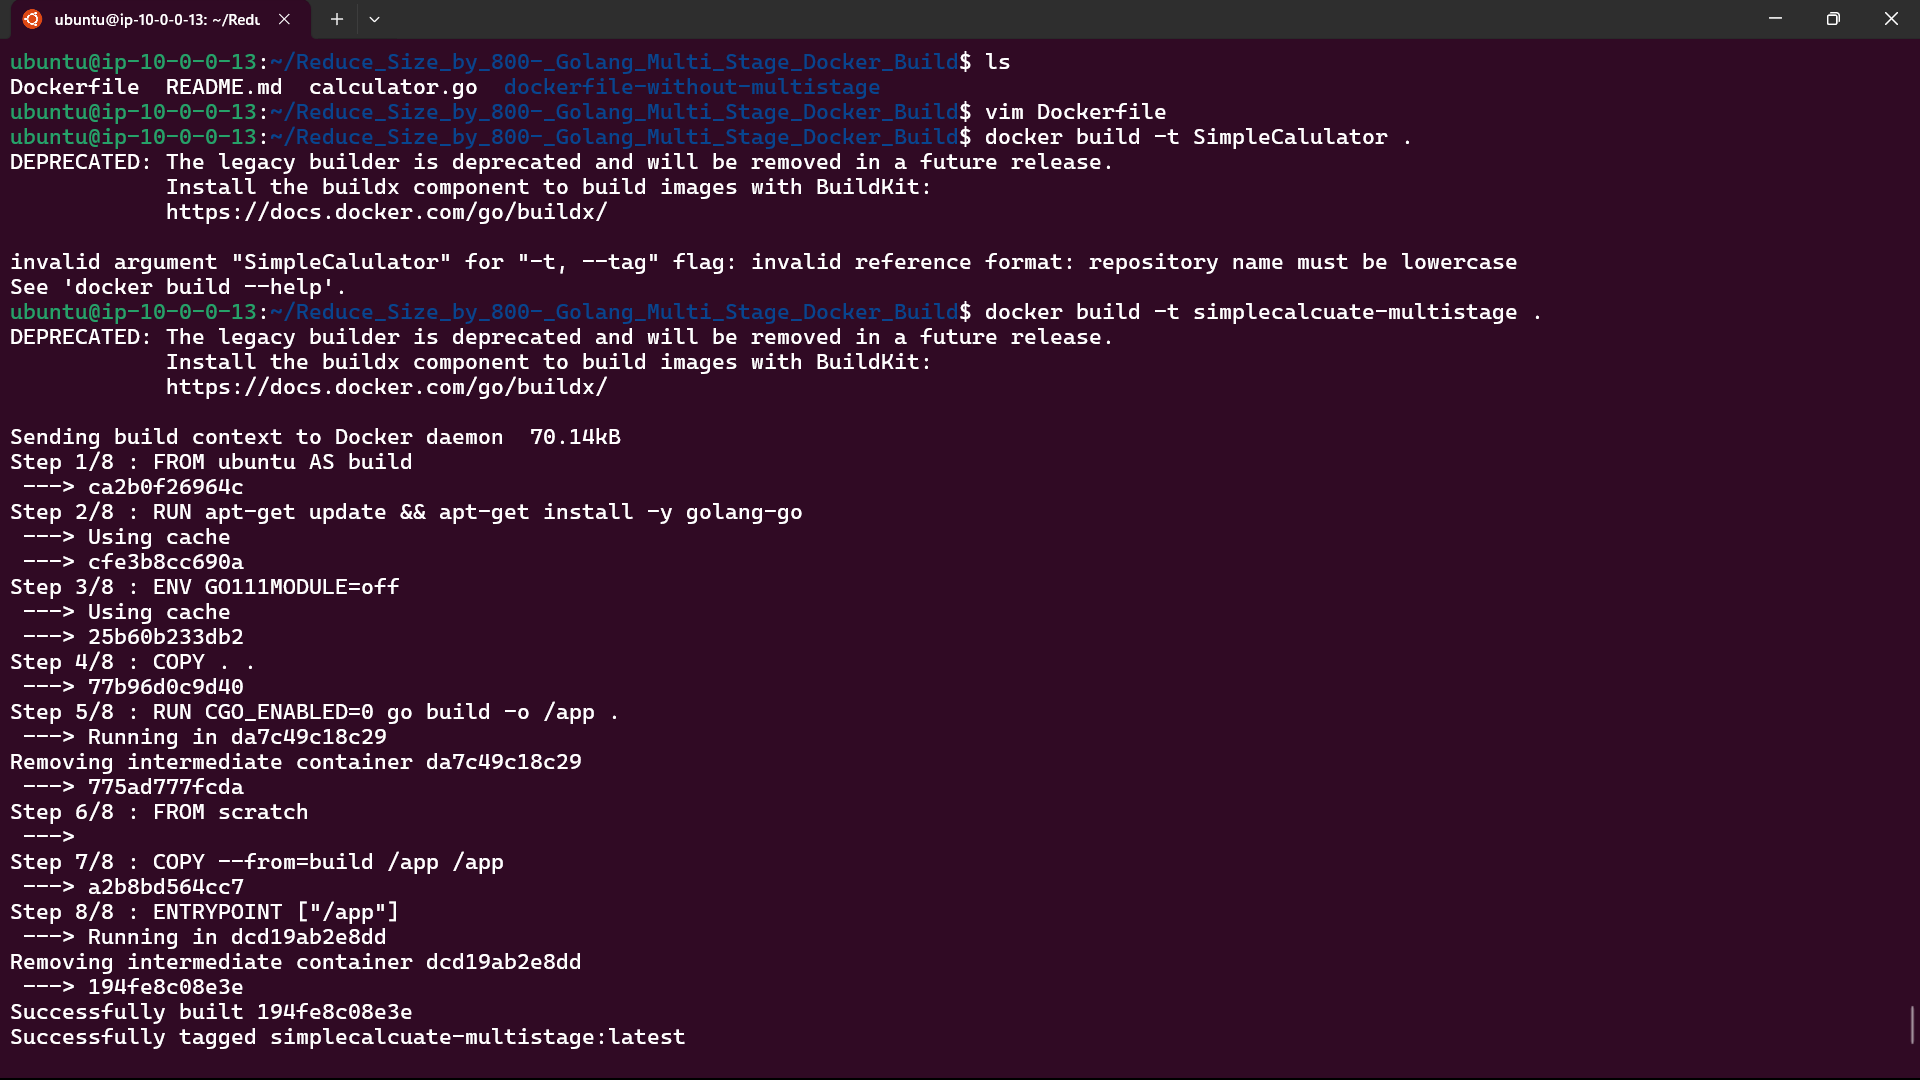 ubuntu@ip-10-0-0-13: ~/Redu
ubuntu@ip-10-0-0-13:~/Reduce_Size_by_800-_Golang_Multi_Stage_Docker_Build$ ls
Dockerfile  README.md  calculator.go  dockerfile-without-multistage
ubuntu@ip-10-0-0-13:~/Reduce_Size_by_800-_Golang_Multi_Stage_Docker_Build$ vim Dockerfile
ubuntu@ip-10-0-0-13:~/Reduce_Size_by_800-_Golang_Multi_Stage_Docker_Build$ docker build -t SimpleCalulator .
DEPRECATED: The legacy builder is deprecated and will be removed in a future release.
            Install the buildx component to build images with BuildKit:
            https://docs.docker.com/go/buildx/

invalid argument "SimpleCalulator" for "-t, --tag" flag: invalid reference format: repository name must be lowercase
See 'docker build --help'.
ubuntu@ip-10-0-0-13:~/Reduce_Size_by_800-_Golang_Multi_Stage_Docker_Build$ docker build -t simplecalcuate-multistage .
DEPRECATED: The legacy builder is deprecated and will be removed in a future release.
            Install the buildx component to build images with BuildKit:
            https://docs.docker.com/go/buildx/

Sending build context to Docker daemon  70.14kB
Step 1/8 : FROM ubuntu AS build
 ---> ca2b0f26964c
Step 2/8 : RUN apt-get update && apt-get install -y golang-go
 ---> Using cache
 ---> cfe3b8cc690a
Step 3/8 : ENV GO111MODULE=off
 ---> Using cache
 ---> 25b60b233db2
Step 4/8 : COPY . .
 ---> 77b96d0c9d40
Step 5/8 : RUN CGO_ENABLED=0 go build -o /app .
 ---> Running in da7c49c18c29
Removing intermediate container da7c49c18c29
 ---> 775ad777fcda
Step 6/8 : FROM scratch
 --->
Step 7/8 : COPY --from=build /app /app
 ---> a2b8bd564cc7
Step 8/8 : ENTRYPOINT ["/app"]
 ---> Running in dcd19ab2e8dd
Removing intermediate container dcd19ab2e8dd
 ---> 194fe8c08e3e
Successfully built 194fe8c08e3e
Successfully tagged simplecalcuate-multistage:latest